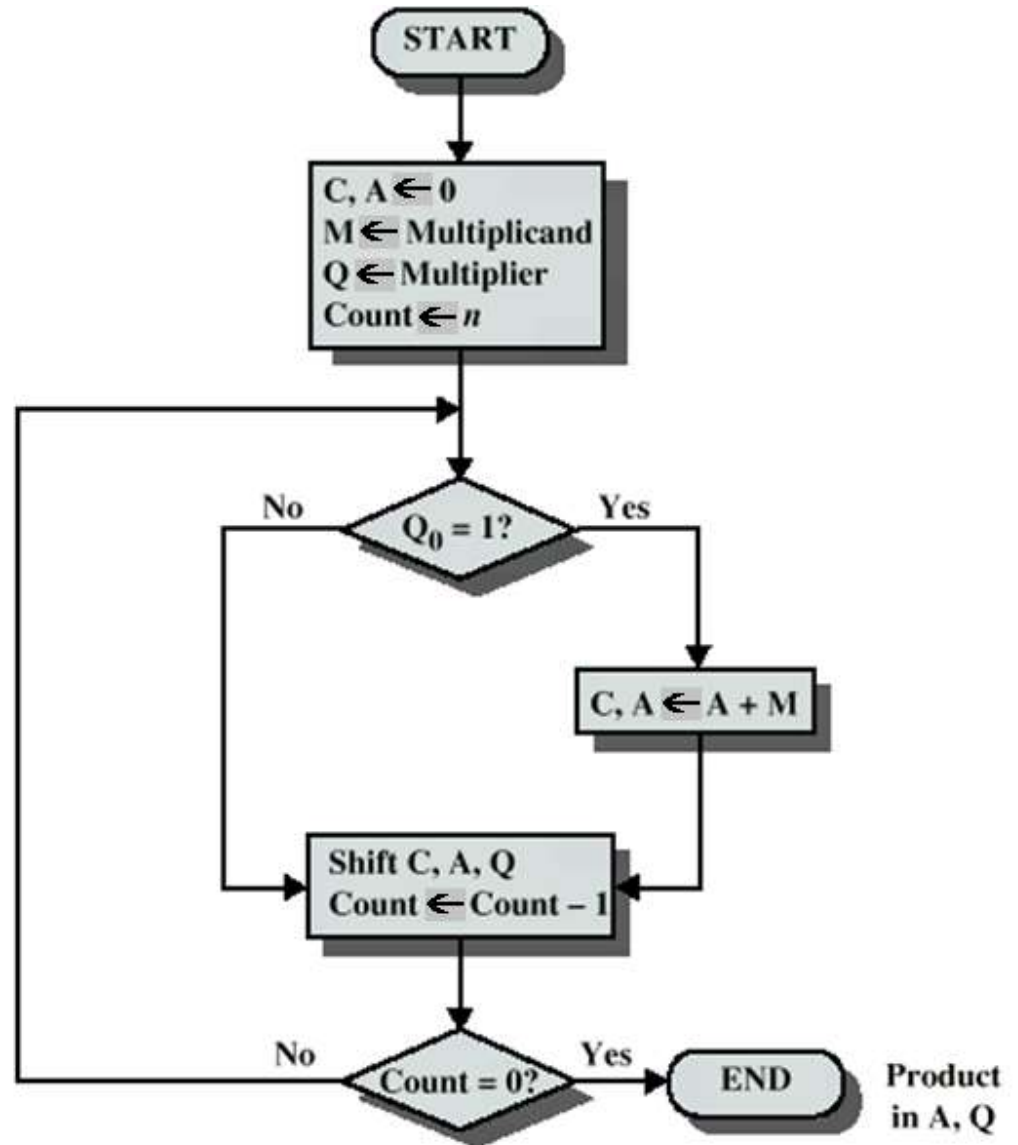 START
C, A ← 0
M ← Multiplicand
Q ← Multiplier
Count ← n
No
Yes
Q₀ = 1?
C, A ← A + M
Shift C, A, Q
Count ← Count – 1
No
Yes
Count = 0?
END
Product
in A, Q